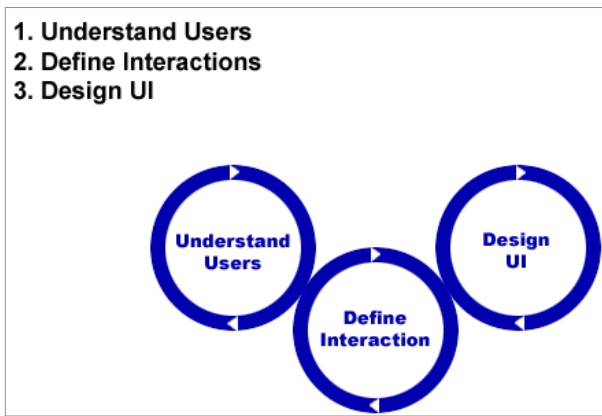 1. Understand Users
2. Define Interactions
3. Design UI
Understand
Users
Define
Interaction
Design
UI